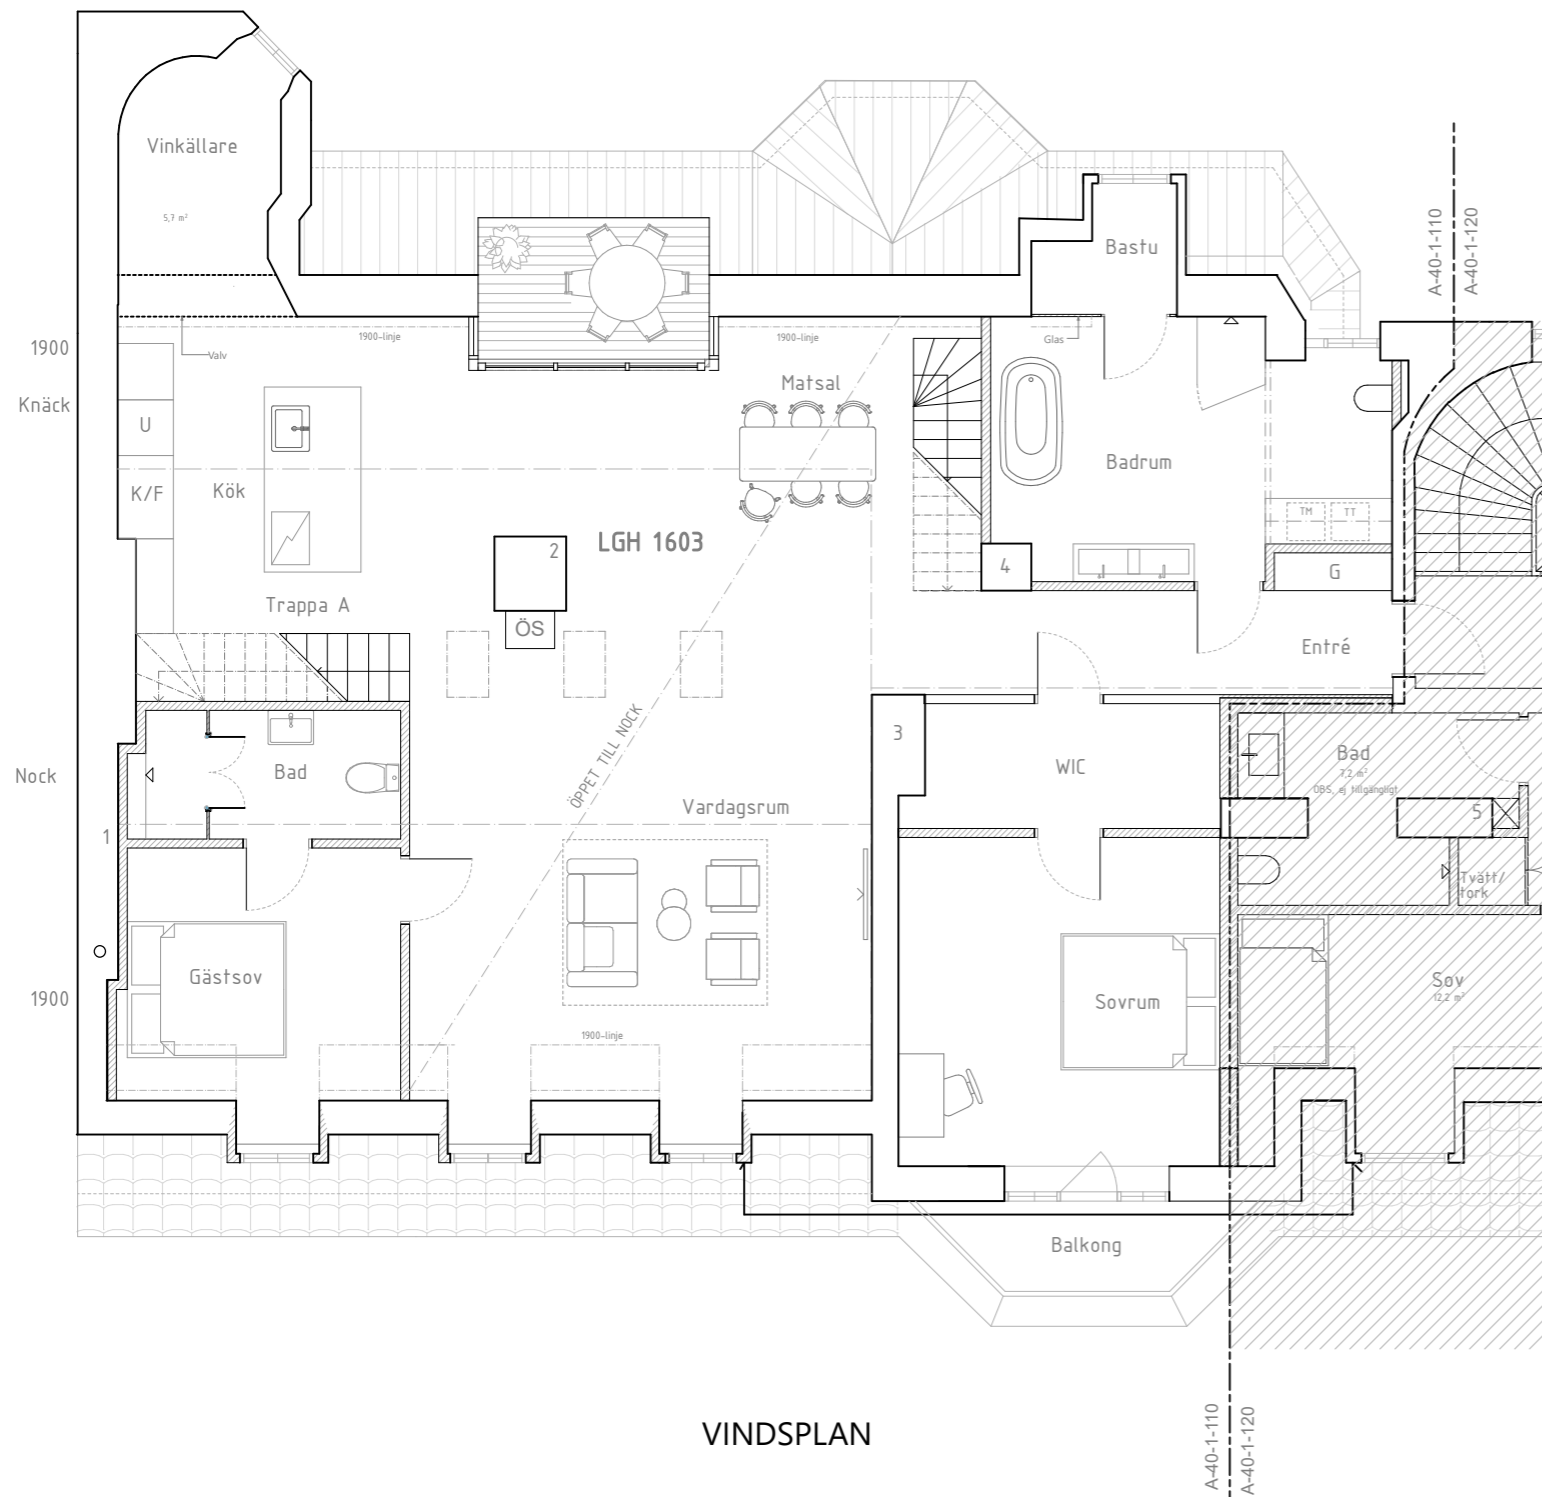 Vinkällare
5,7 m²
A-40-1-110
A-40-1-120
Bastu
1900
1900-linje
1900-linje
Valv
Glas
Knäck
Matsal
U
K/F
Kök
Badrum
TM
TT
LGH 1603
2
4
G
Trappa A
ÖS
Entré
3
ÖPPET TILL NOCK
Nock
Bad
WIC
Bad
7,2 m²
OBS, ej tillgängligt
Vardagsrum
5
1
Tvätt/
tork
Gästsov
1900
Sovrum
Sov
12,2 m²
1900-linje
Balkong
VINDSPLAN
A-40-1-110
A-40-1-120